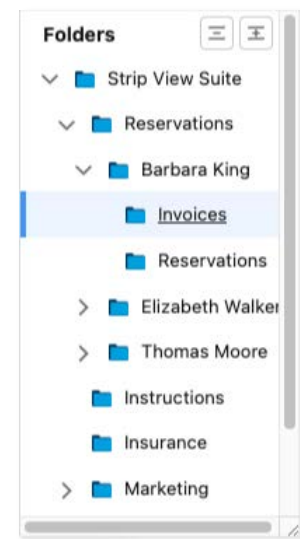 Folders
Strip View Suite
Reservations
Barbara King
Invoices
Reservations
Elizabeth Walker
Thomas Moore
Instructions
Insurance
Marketing